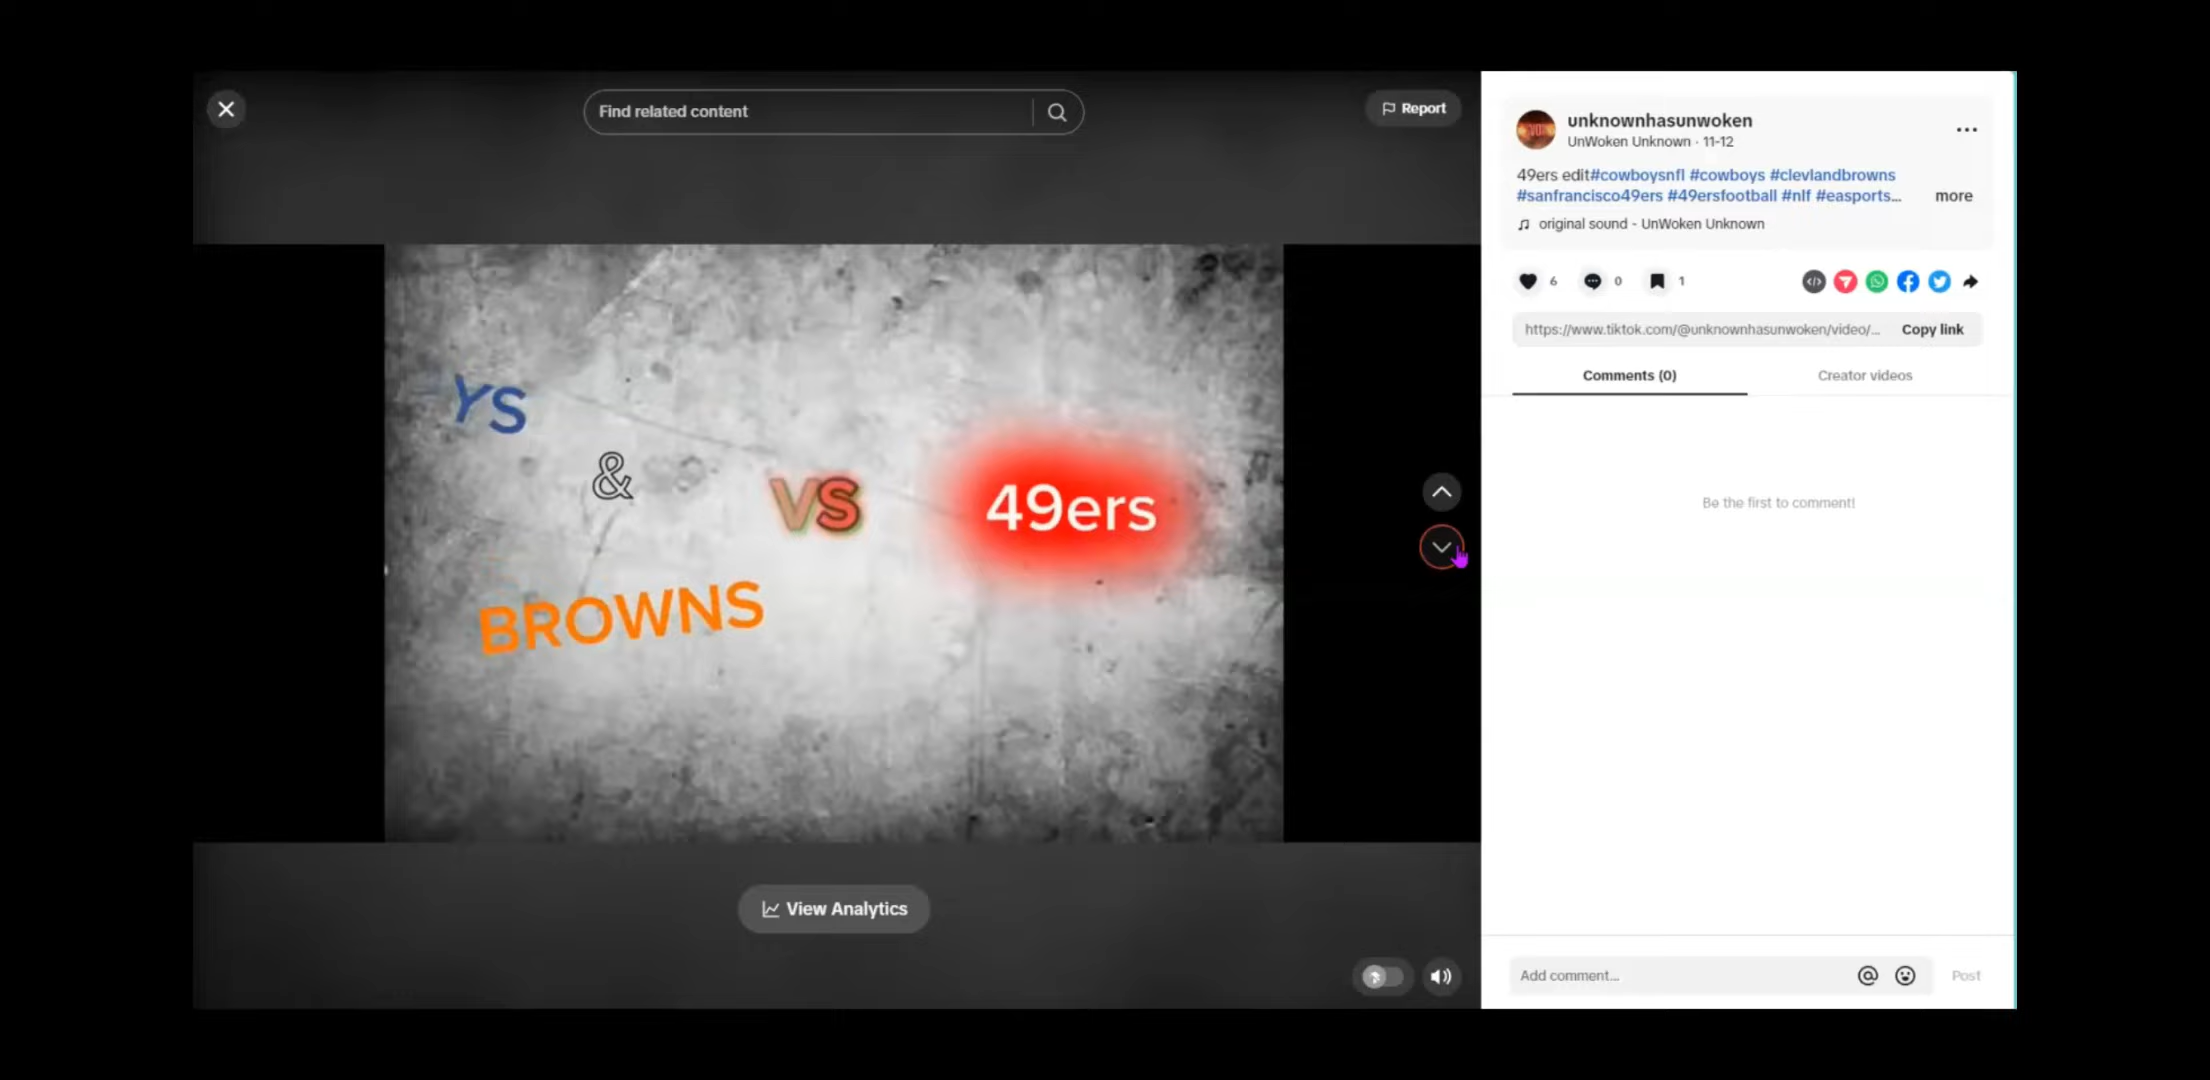 Find related content
Report
unknownhasunwoken
UnWoken Unknown · 11-12
49ers edit#cowboysnfl #cowboys #clevlandbrowns
#sanfrancisco49ers #49ersfootball #nlf #easports... more
original sound - UnWoken Unknown
6 0 1
https://www.tiktok.com/@unknownhasunwoken/video/... Copy link
Comments (0) Creator videos
Be the first to comment!
YS
&
BROWNS
VS
49ers
View Analytics
Add comment... Post